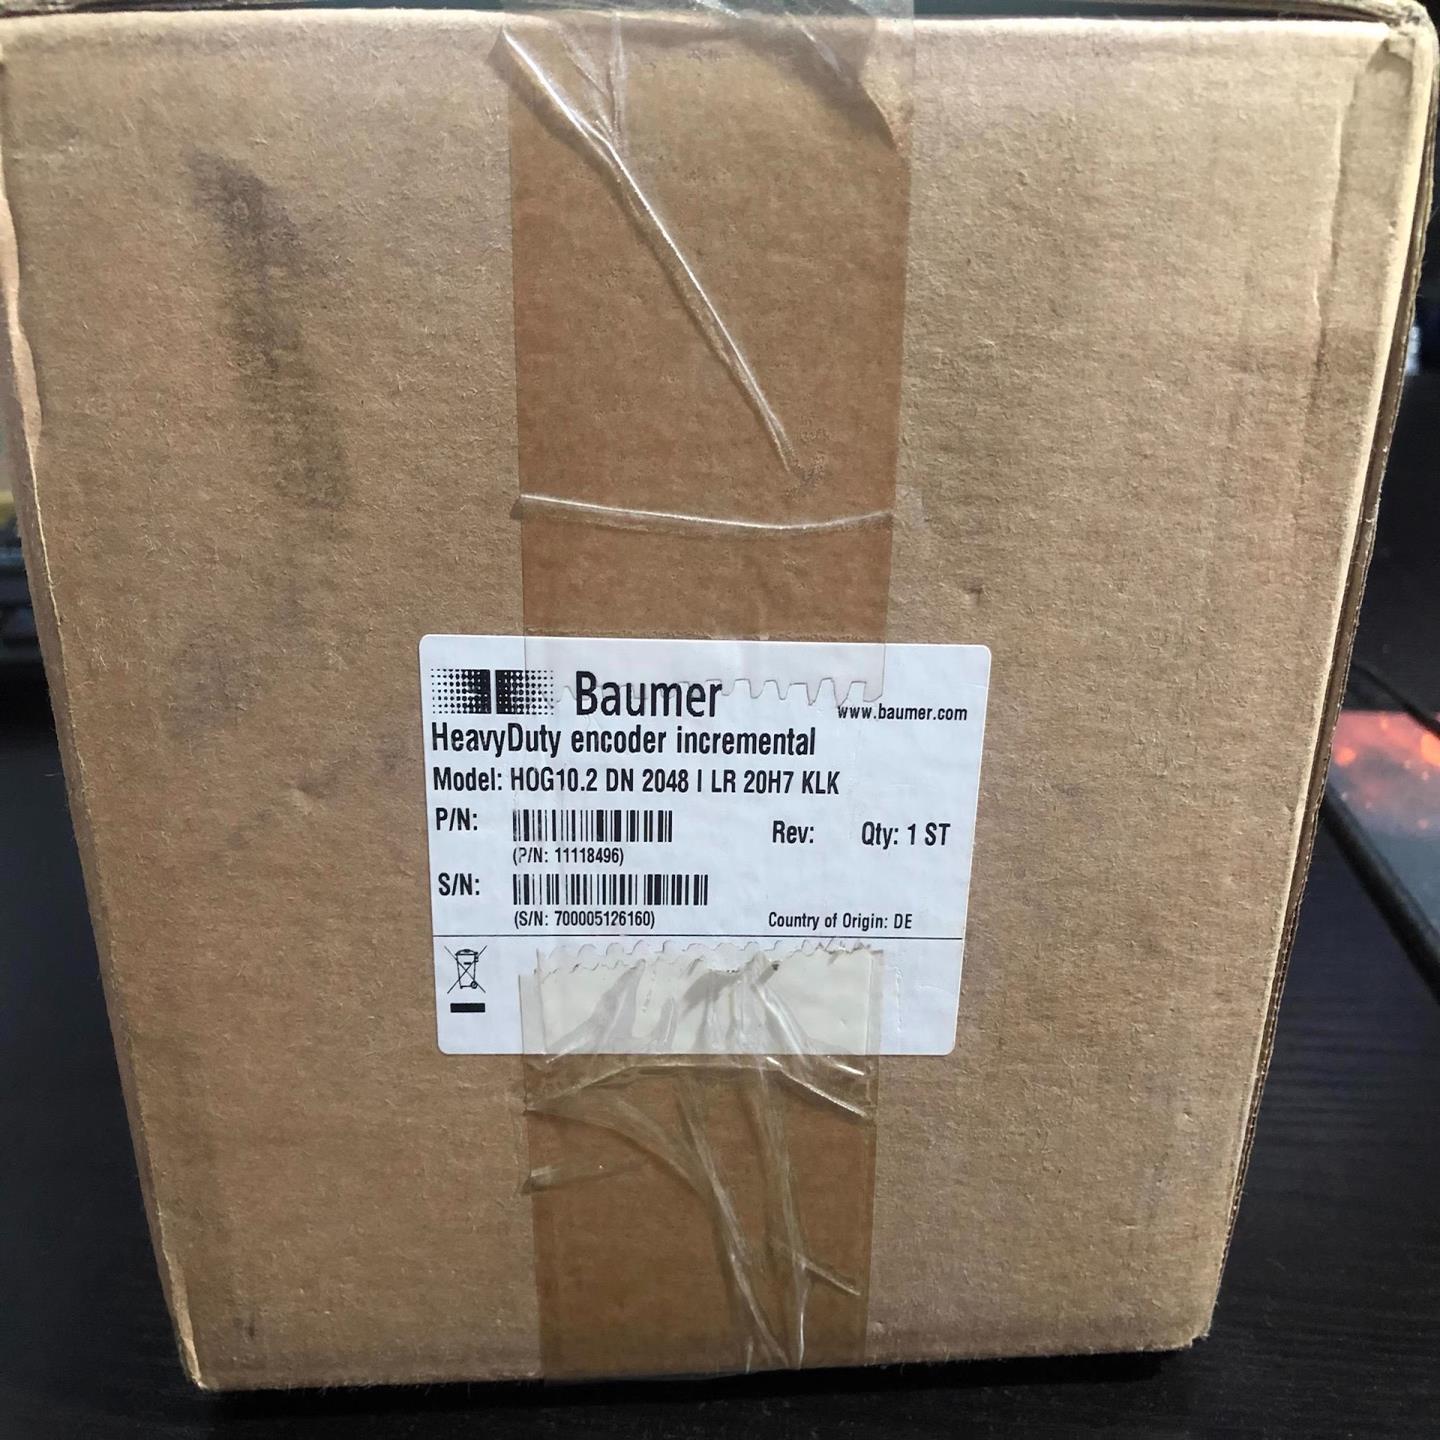 Baumer
www.baumer.com
HeavyDuty encoder incremental
Model: HOG10.2 DN 2048 I LR 20H7 KLK
P/N:
Rev: Qty: 1 ST
(P/N: 11118496)
S/N:
(S/N: 700005126160) Country of Origin: DE